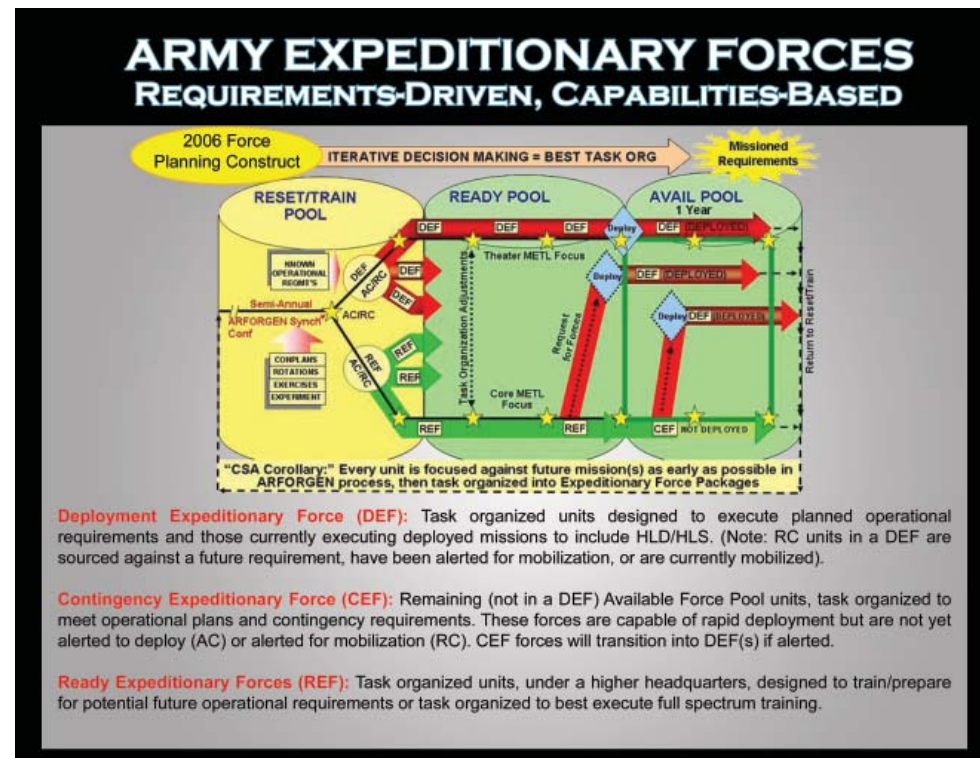 ARMY EXPEDITIONARY FORCES
REQUIREMENTS-DRIVEN, CAPABILITIES-BASED
2006 Force
Planning Construct
ITERATIVE DECISION MAKING = BEST TASK ORG
Missioned
Requirements
RESET/TRAIN
POOL
READY POOL
AVAIL POOL
1 Year
DEF
DEF
DEF
Deploy
DEF (DEPLOYED)
Theater METL Focus
KNOWN
OPERATIONAL
REQMT'S
DEF
AC/RC
DEF
DEF
Deploy
DEF (DEPLOYED)
Semi-Annual
ARFORGEN Synch
Conf
AC/RC
Deploy
DEF (DEPLOYED)
Task Organization Adjustments
Request
for Forces
Return to Reset/Train
CONPLANS
ROTATIONS
EXERCISES
EXPERIMENT
REF
AC/RC
REF
REF
Core METL
Focus
REF
REF
CEF NOT DEPLOYED
"CSA Corollary:" Every unit is focused against future mission(s) as early as possible in
ARFORGEN process, then task organized into Expeditionary Force Packages
Deployment Expeditionary Force (DEF): Task organized units designed to execute planned operational
requirements and those currently executing deployed missions to include HLD/HLS. (Note: RC units in a DEF are
sourced against a future requirement, have been alerted for mobilization, or are currently mobilized).
Contingency Expeditionary Force (CEF): Remaining (not in a DEF) Available Force Pool units, task organized to
meet operational plans and contingency requirements. These forces are capable of rapid deployment but are not yet
alerted to deploy (AC) or alerted for mobilization (RC). CEF forces will transition into DEF(s) if alerted.
Ready Expeditionary Forces (REF): Task organized units, under a higher headquarters, designed to train/prepare
for potential future operational requirements or task organized to best execute full spectrum training.